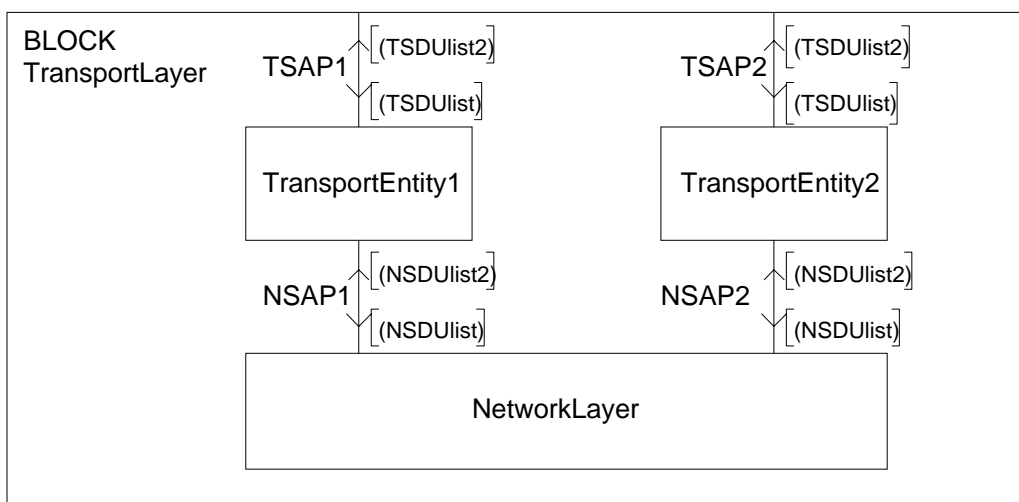 BLOCK
TransportLayer
TSAP1
(TSDUlist2)
(TSDUlist)
TSAP2
(TSDUlist2)
(TSDUlist)
TransportEntity1
TransportEntity2
NSAP1
(NSDUlist2)
(NSDUlist)
NSAP2
(NSDUlist2)
(NSDUlist)
NetworkLayer